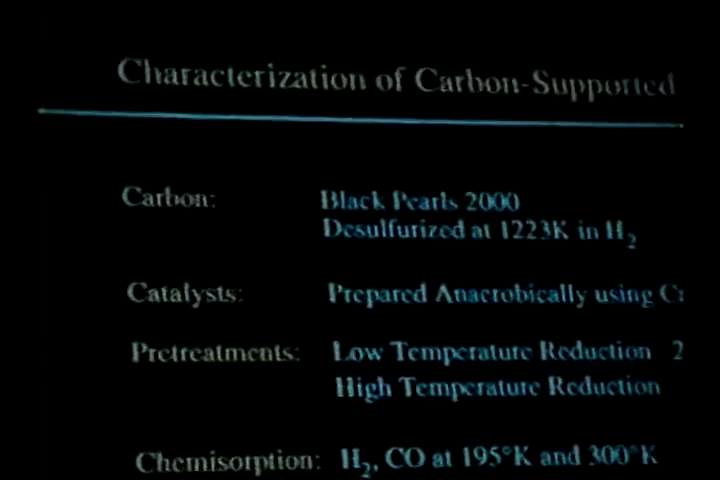 Characterization of Carbon-Supported
Carbon: Black Pearls 2000
Desulfurized at 1223K in H₂
Catalysts: Prepared Anaerobically using
Pretreatments: Low Temperature Reduction 2
High Temperature Reduction
Chemisorption: H₂, CO at 195°K and 300°K